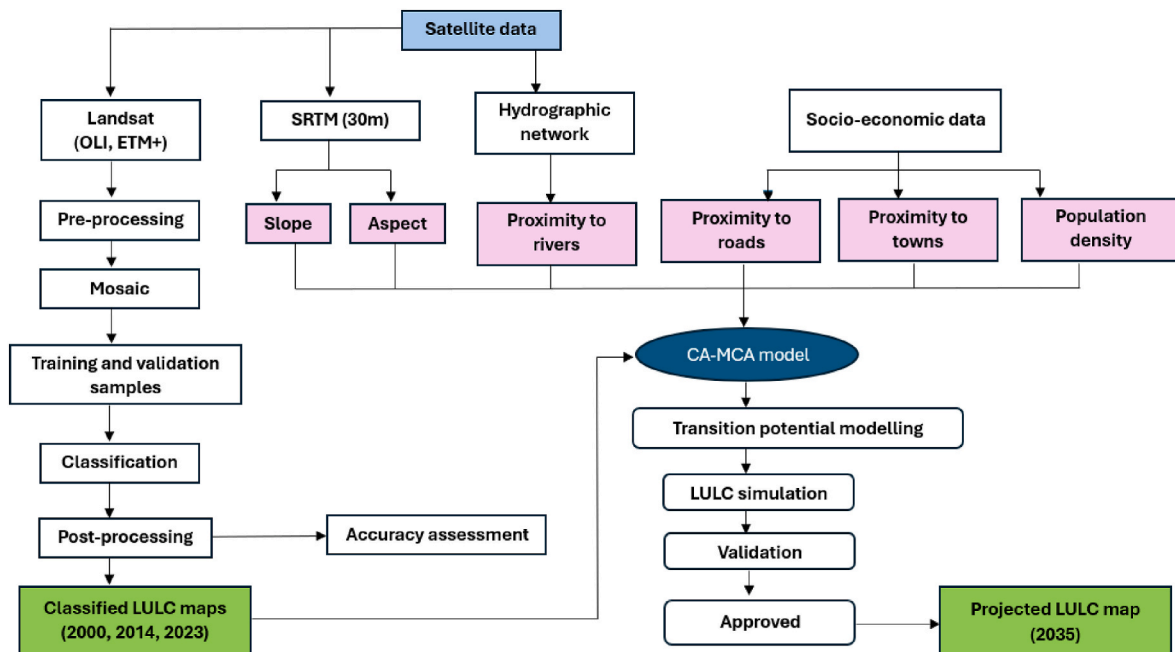 Satellite data
Landsat
(OLI, ETM+)
SRTM (30m)
Hydrographic
network
Socio-economic data
Pre-processing
Slope
Aspect
Proximity to
rivers
Proximity to
roads
Proximity to
towns
Population
density
Mosaic
Training and validation
samples
CA-MCA model
Transition potential modelling
Classification
LULC simulation
Post-processing
Accuracy assessment
Validation
Classified LULC maps
(2000, 2014, 2023)
Approved
Projected LULC map
(2035)